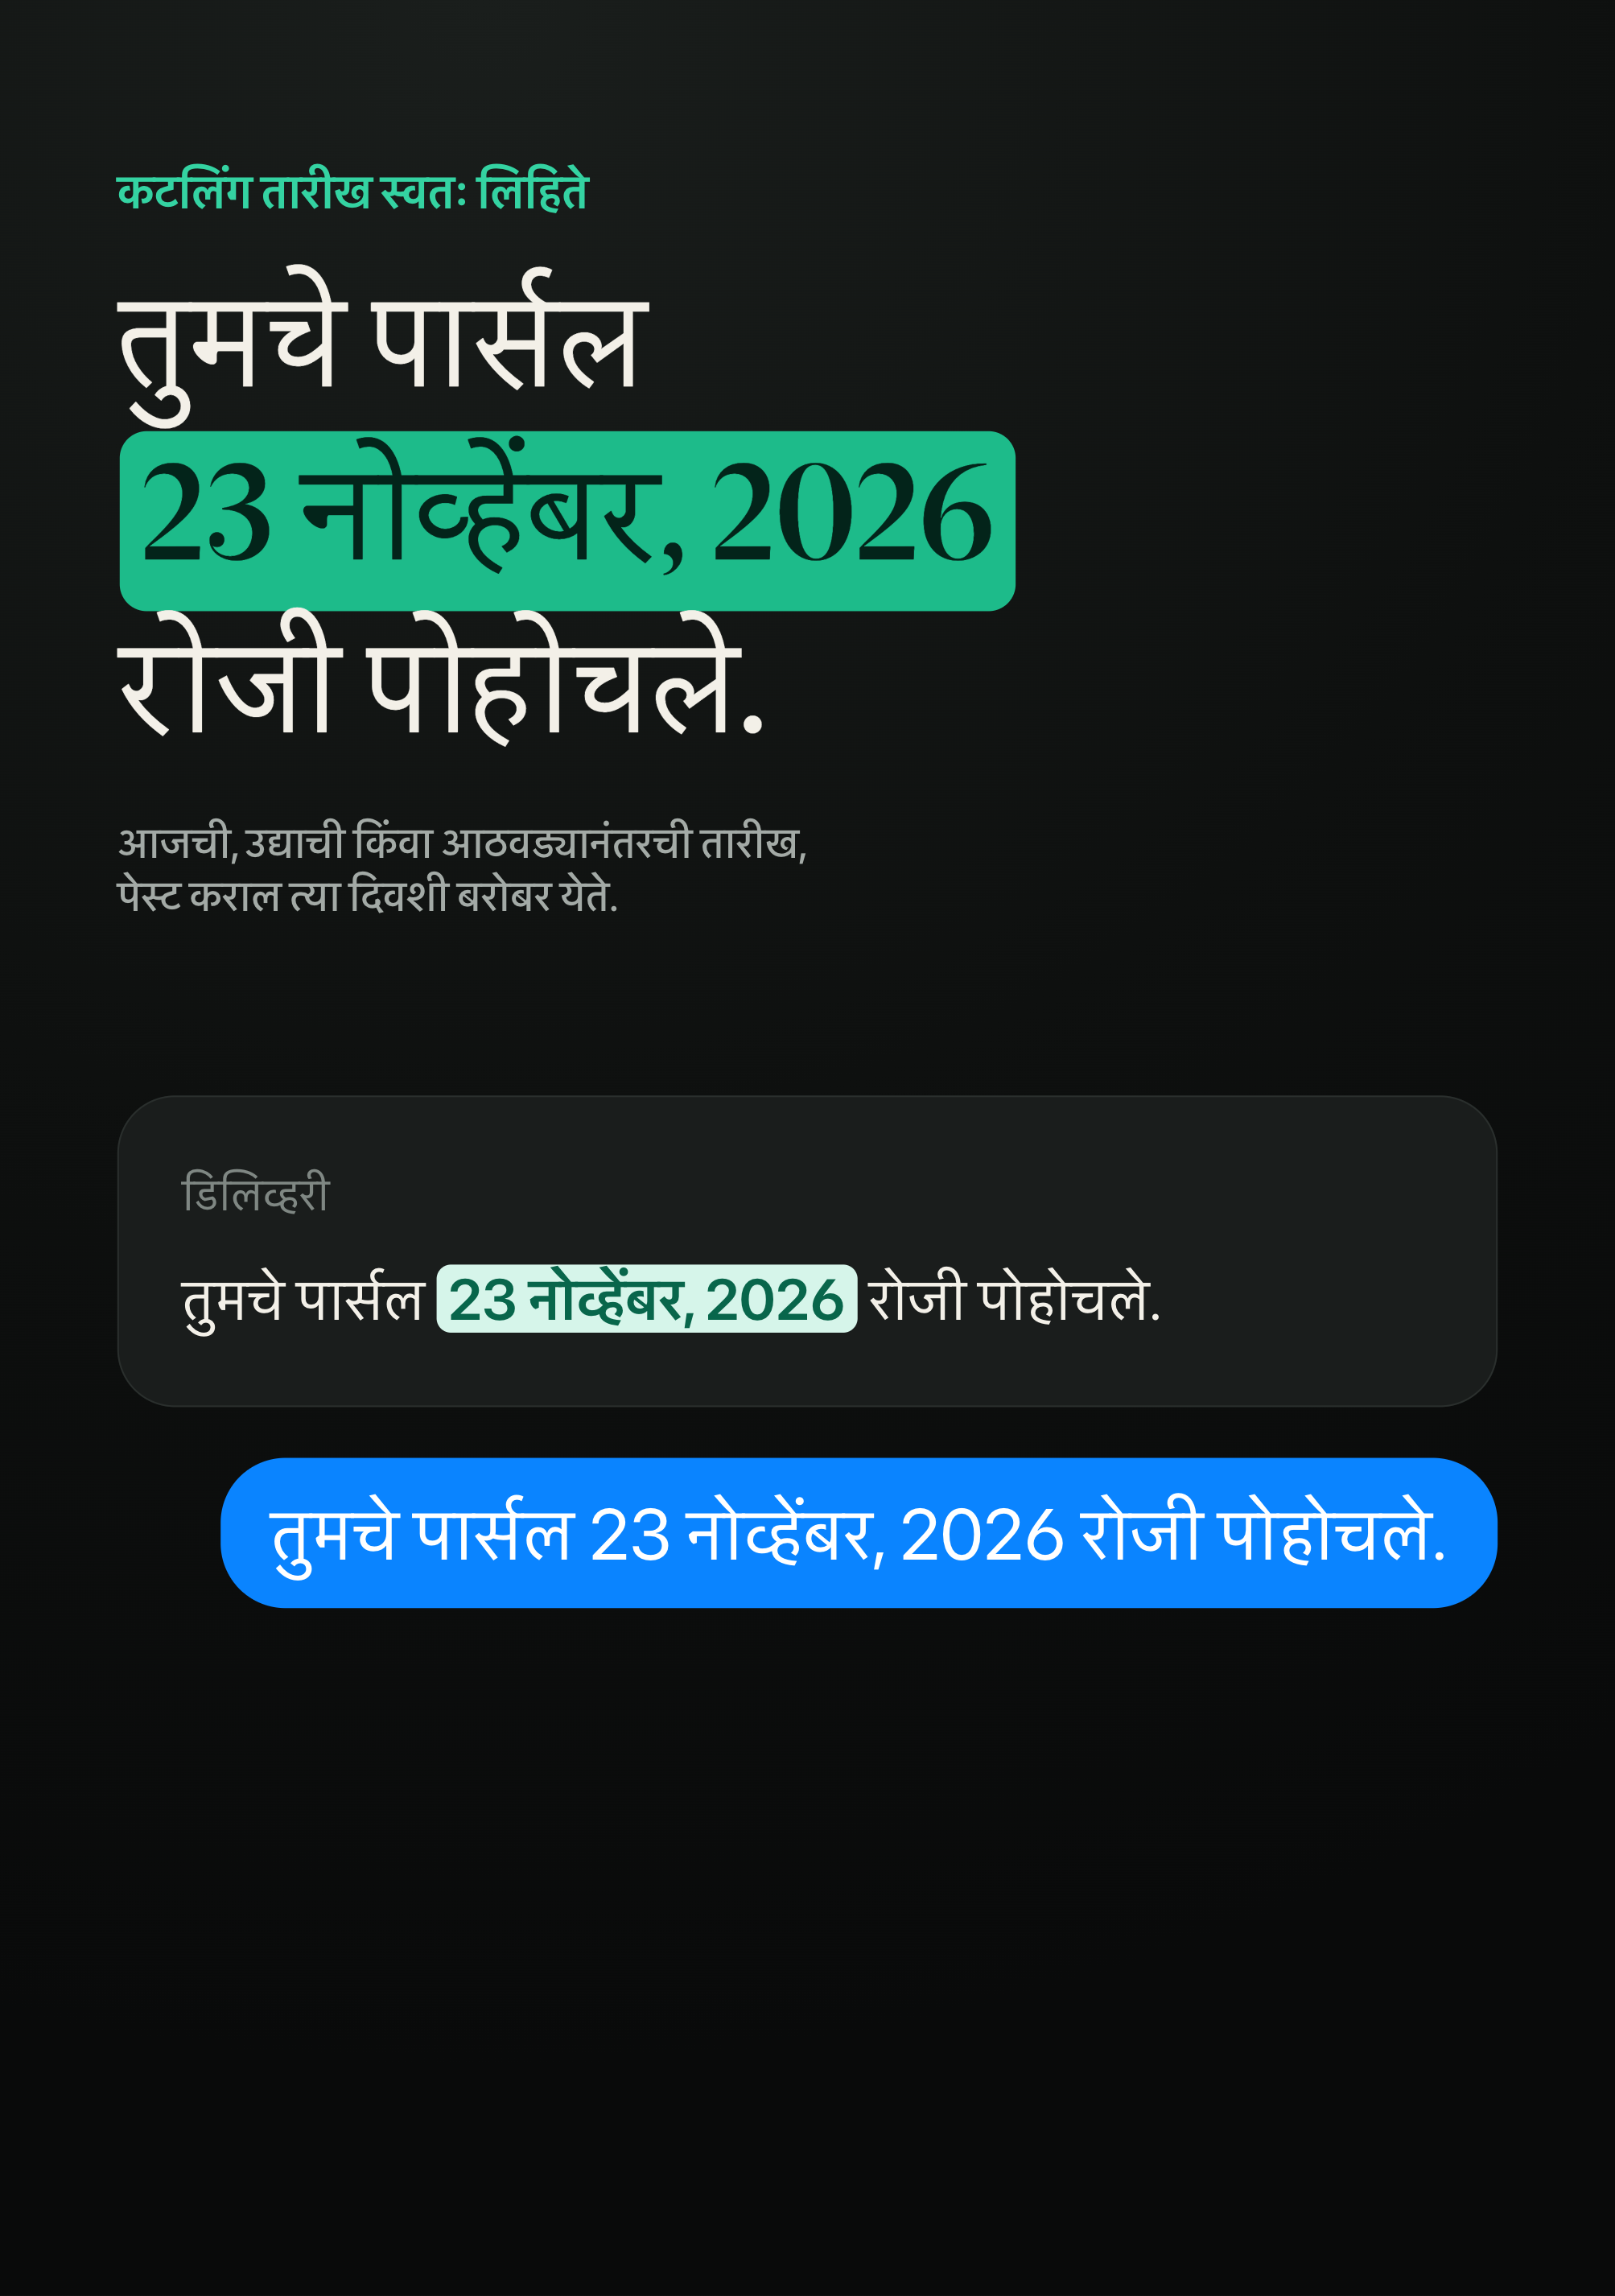 कटलिंग तारीख स्वतः लिहिते
तुमचे पार्सल
23 नोव्हेंबर, 2026
रोजी पोहोचले.
आजची, उद्याची किंवा आठवड्यानंतरची तारीख,
पेस्ट कराल त्या दिवशी बरोबर येते.
डिलिव्हरी
तुमचे पार्सल 23 नोव्हेंबर, 2026 रोजी पोहोचले.
तुमचे पार्सल 23 नोव्हेंबर, 2026 रोजी पोहोचले.